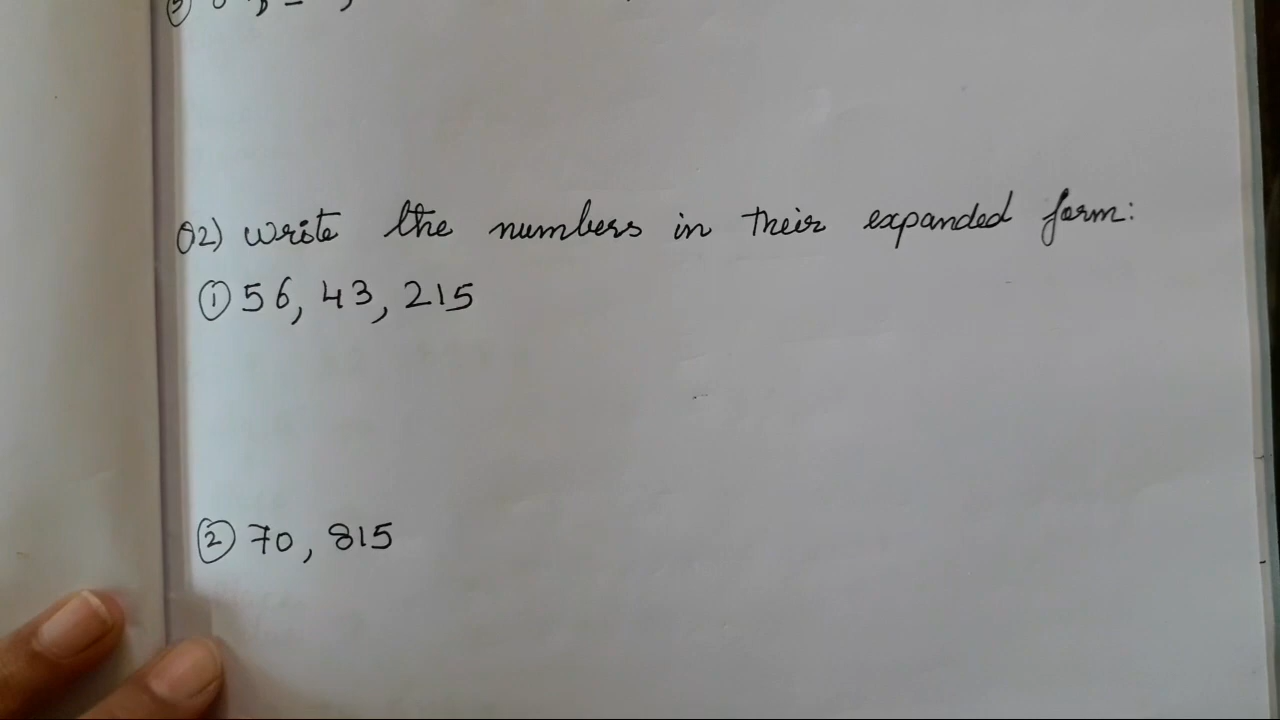 Q2) write the numbers in their expanded form:
① 56, 43, 215
② 70, 815